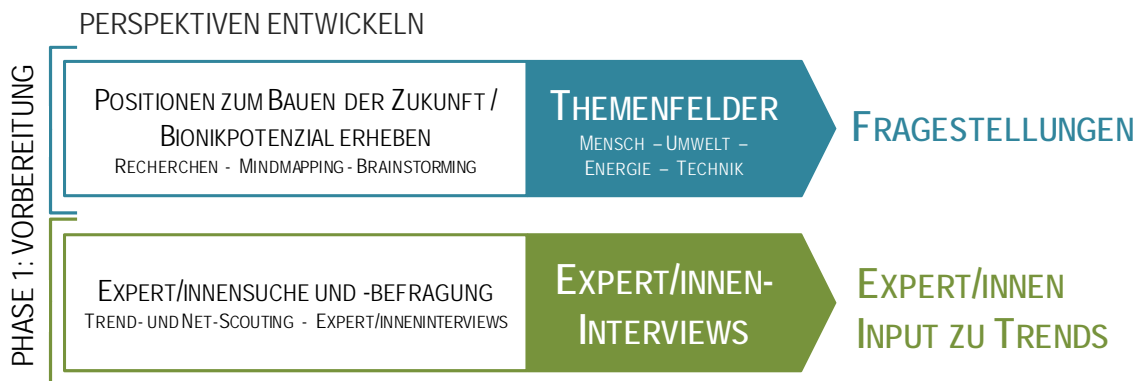 PERSPEKTIVEN ENTWICKELN
PHASE 1: VORBEREITUNG
POSITIONEN ZUM BAUEN DER ZUKUNFT /
BIONIKPOTENZIAL ERHEBEN
RECHERCHEN - MINDMAPPING - BRAINSTORMING
THEMENFELDER
MENSCH – UMWELT –
ENERGIE – TECHNIK
FRAGESTELLUNGEN
EXPERT/INNENSUCHE UND -BEFRAGUNG
TREND- UND NET-SCOUTING - EXPERT/INNENINTERVIEWS
EXPERT/INNEN-
INTERVIEWS
EXPERT/INNEN
INPUT ZU TRENDS